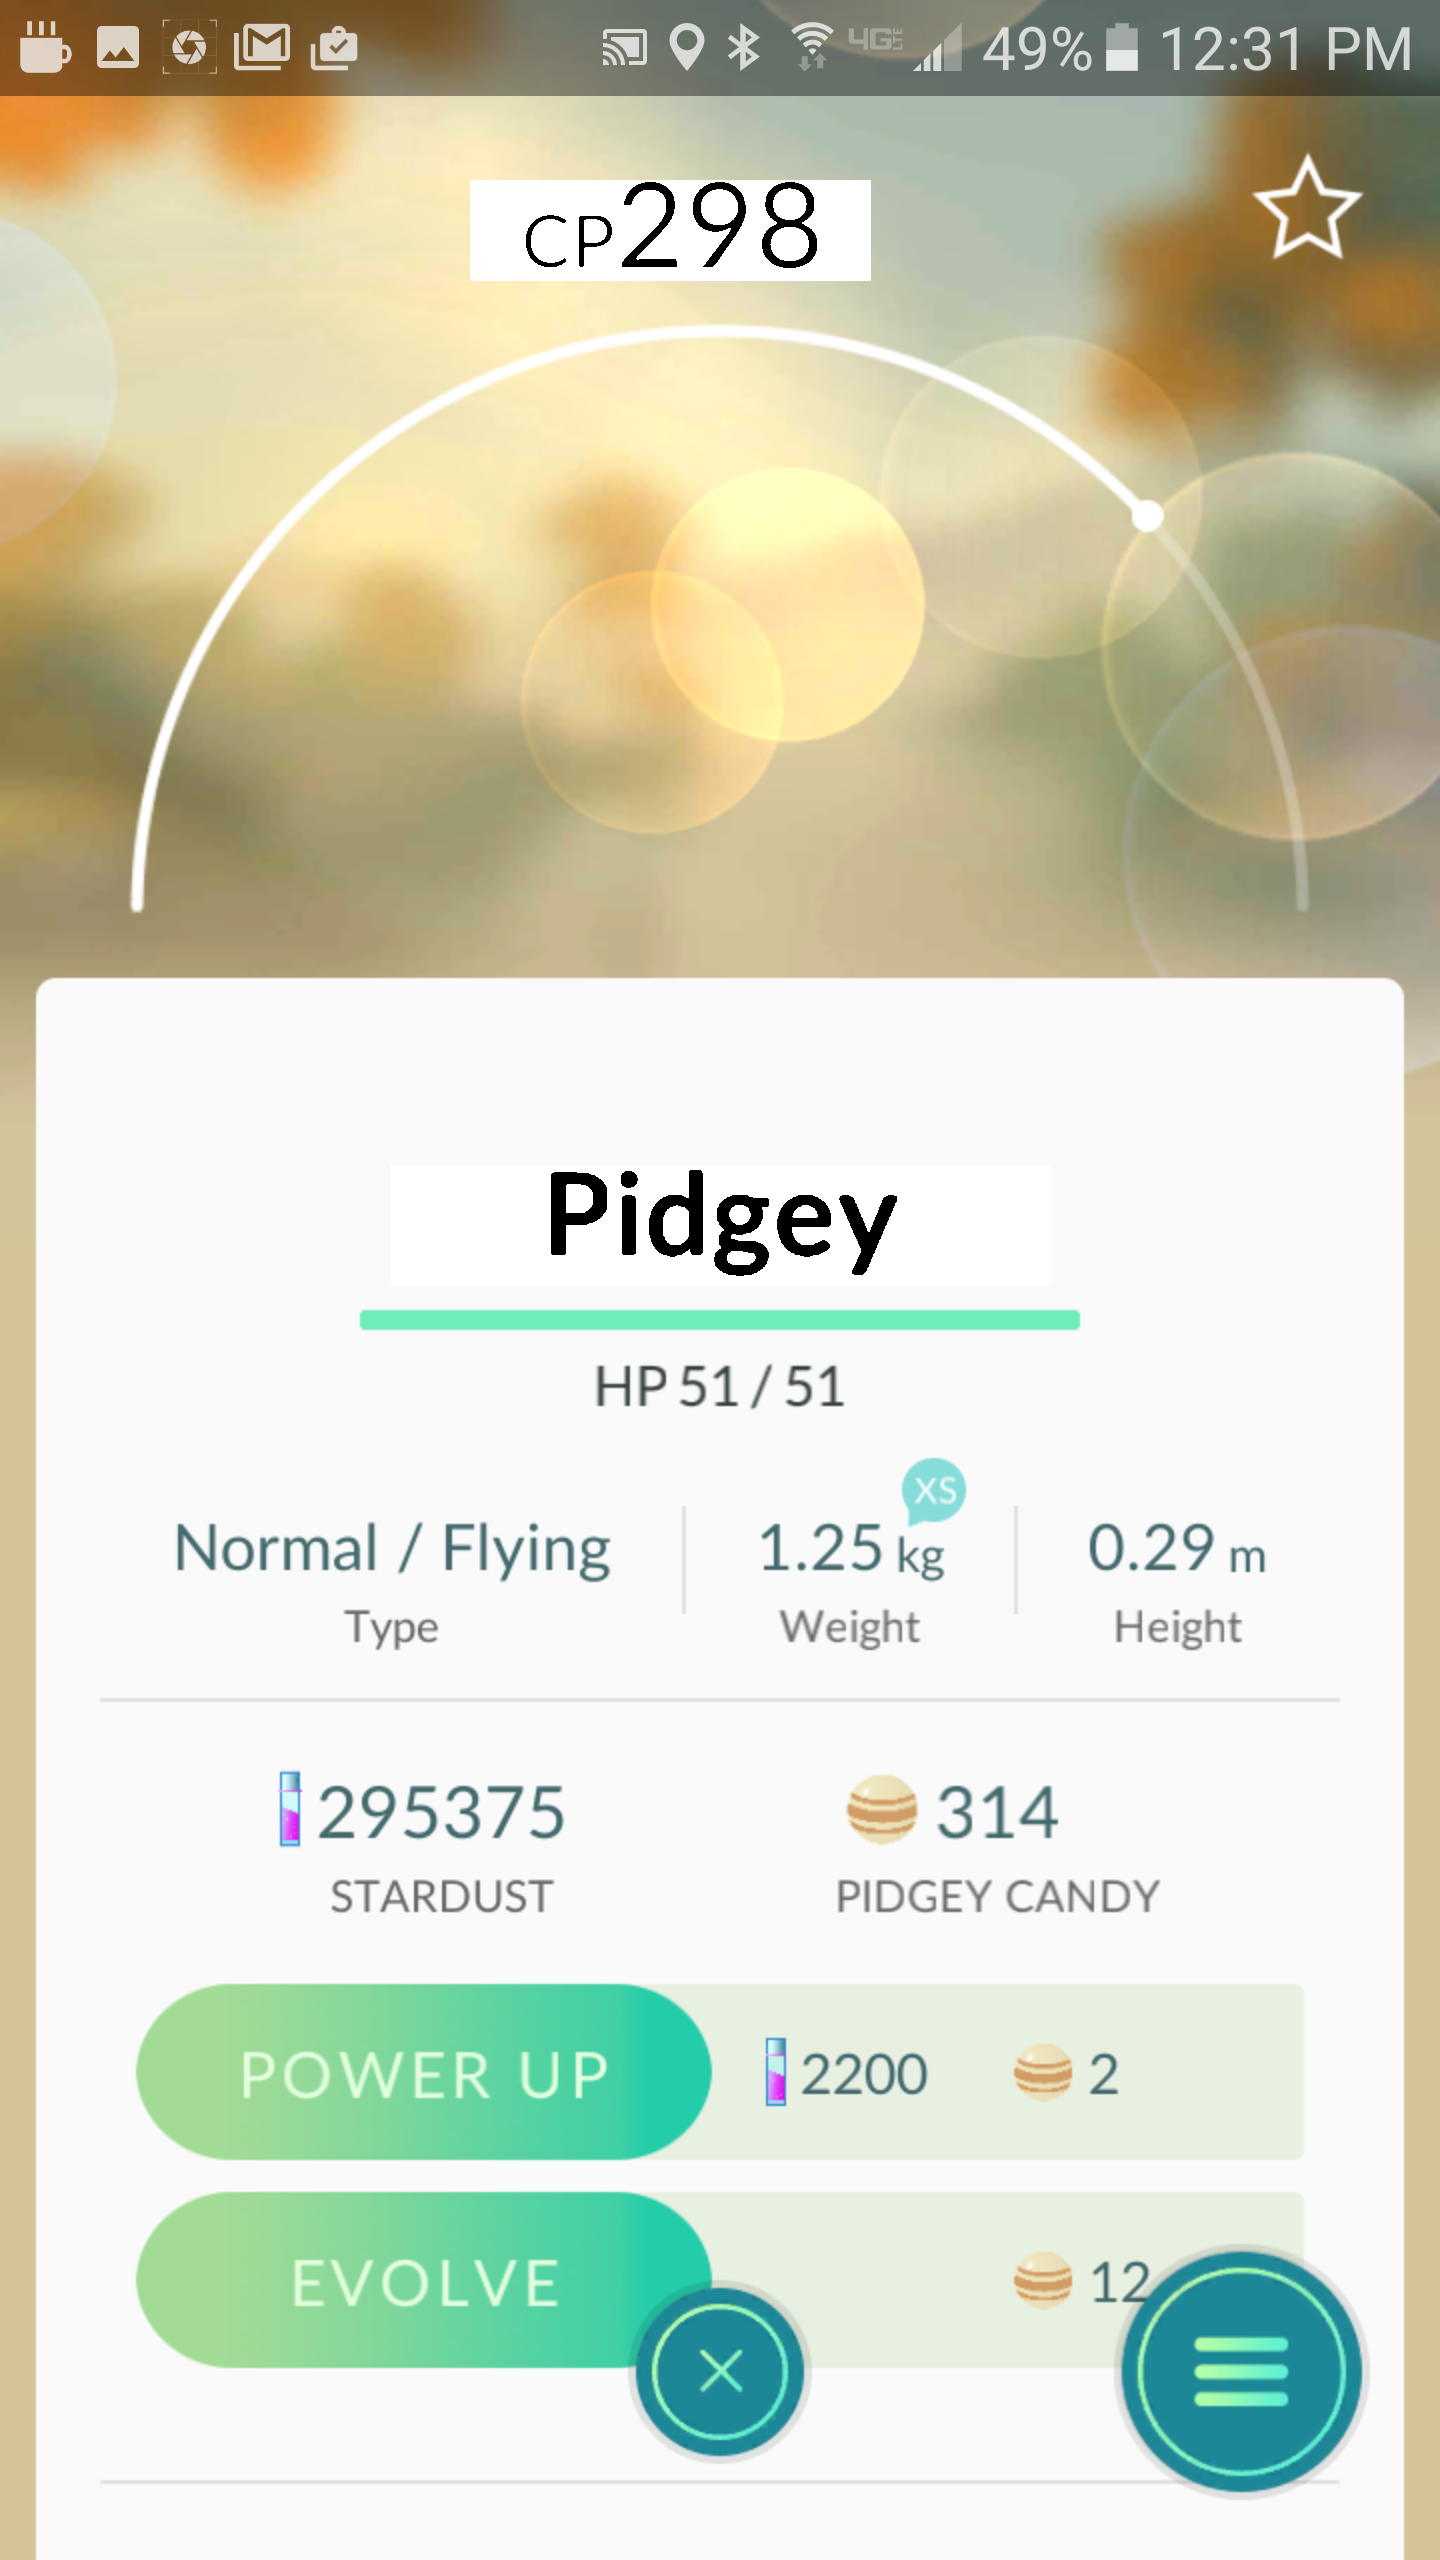 4G LTE 49% 12:31 PM
CP298
Pidgey
HP 51 / 51
XS
Normal / Flying 1.25 kg 0.29 m
Type Weight Height
295375 314
STARDUST PIDGEY CANDY
POWER UP 2200 2
EVOLVE 12